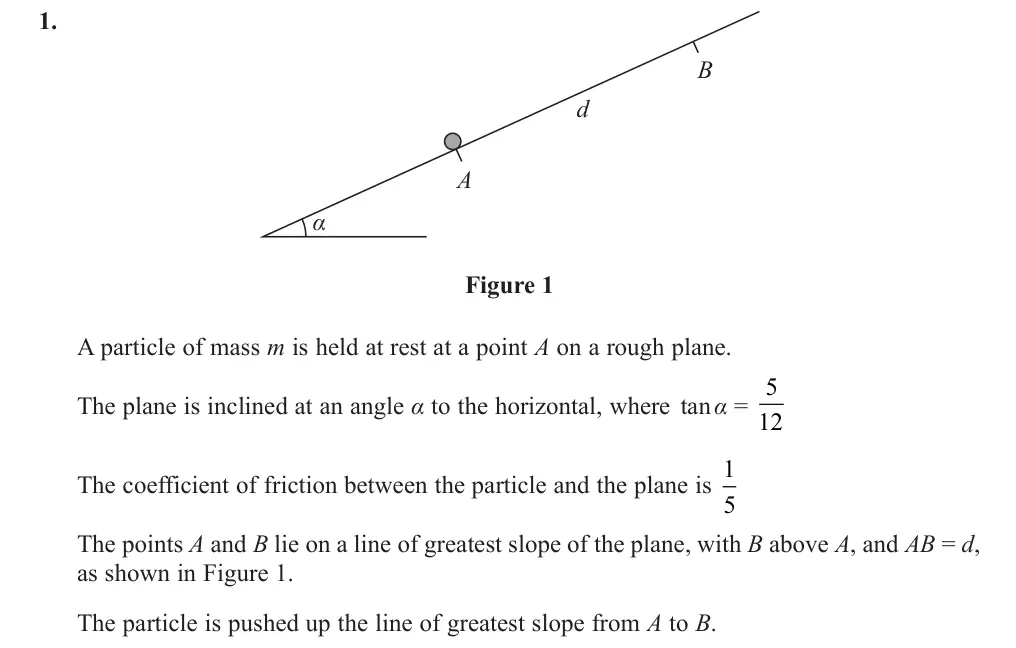 1.
B
d
A
α
Figure 1
A particle of mass m is held at rest at a point A on a rough plane.
The plane is inclined at an angle α to the horizontal, where tan α = 5/12
The coefficient of friction between the particle and the plane is 1/5
The points A and B lie on a line of greatest slope of the plane, with B above A, and AB = d,
as shown in Figure 1.
The particle is pushed up the line of greatest slope from A to B.